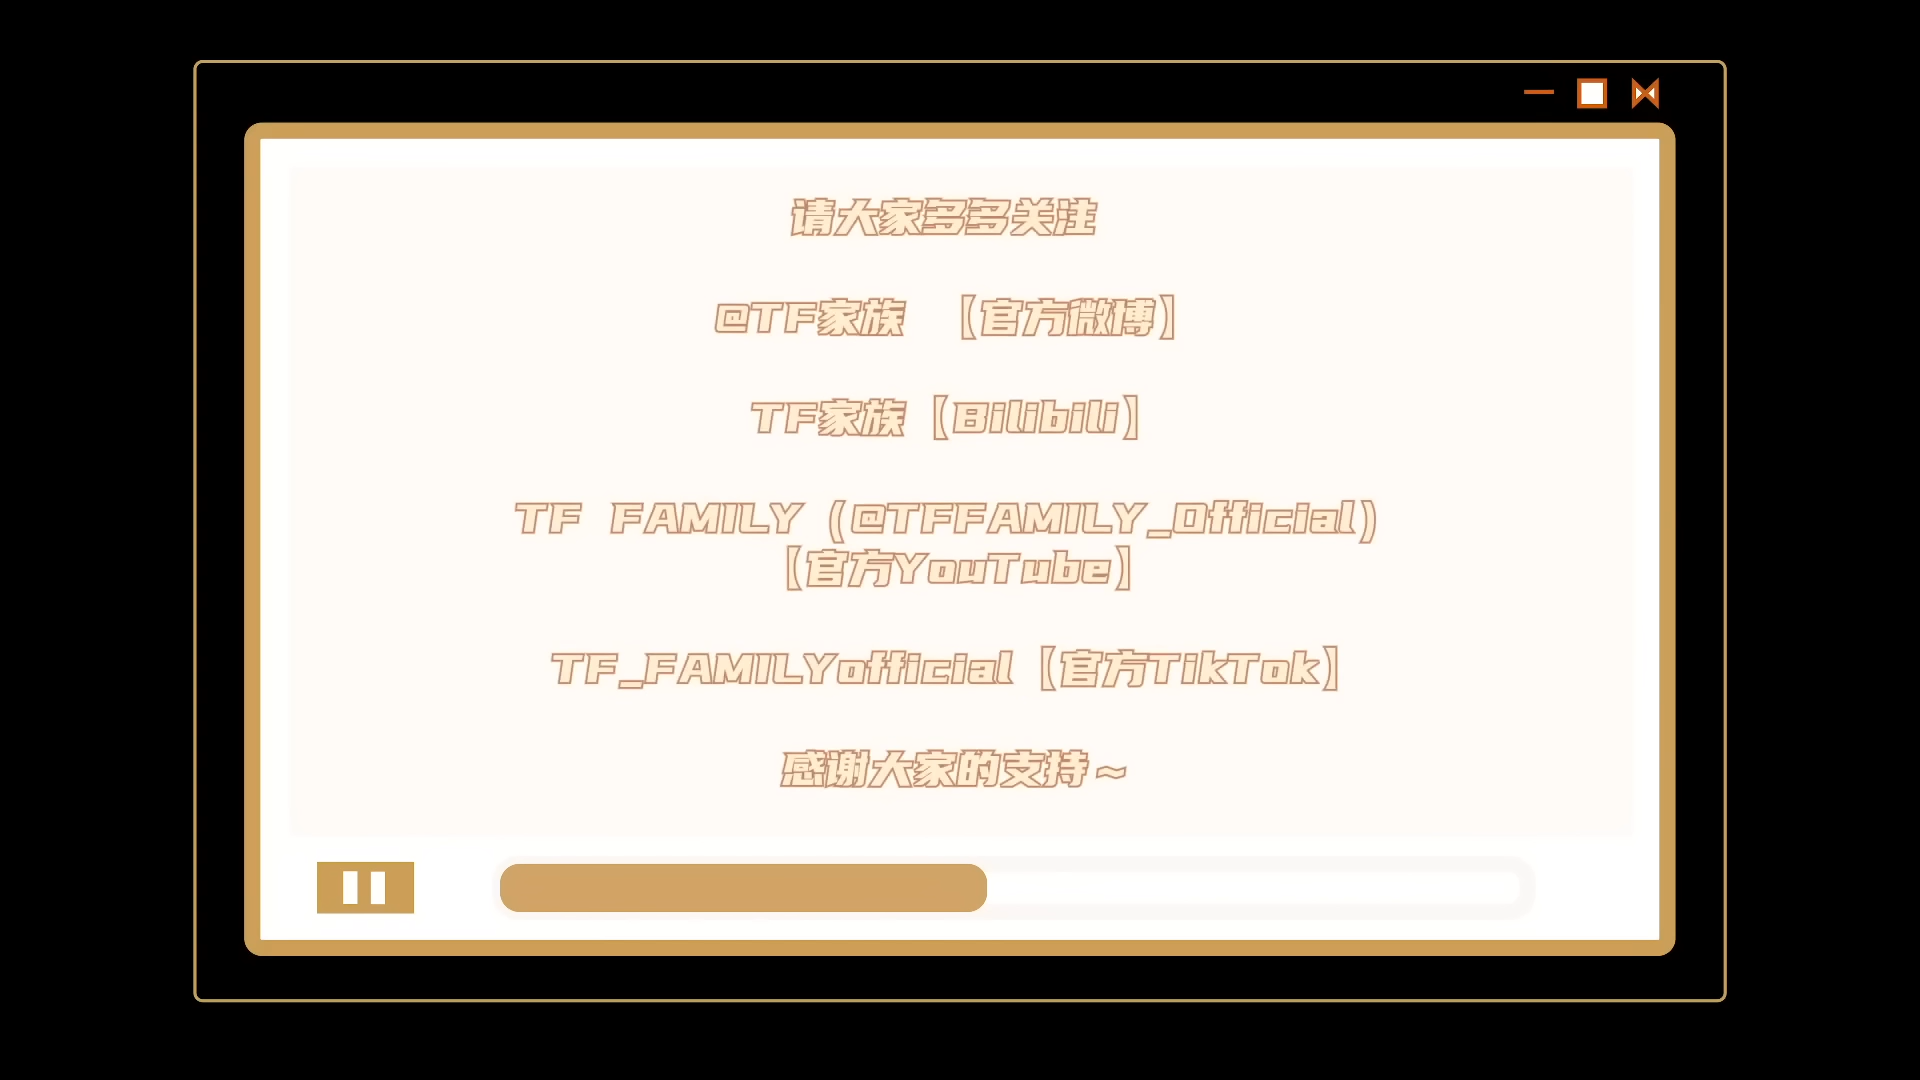 请大家多多关注
@TF家族 【官方微博】
TF家族【Bilibili】
TF FAMILY (@TFFAMILY_Official)
【官方YouTube】
TF_FAMILYofficial【官方TikTok】
感谢大家的支持~